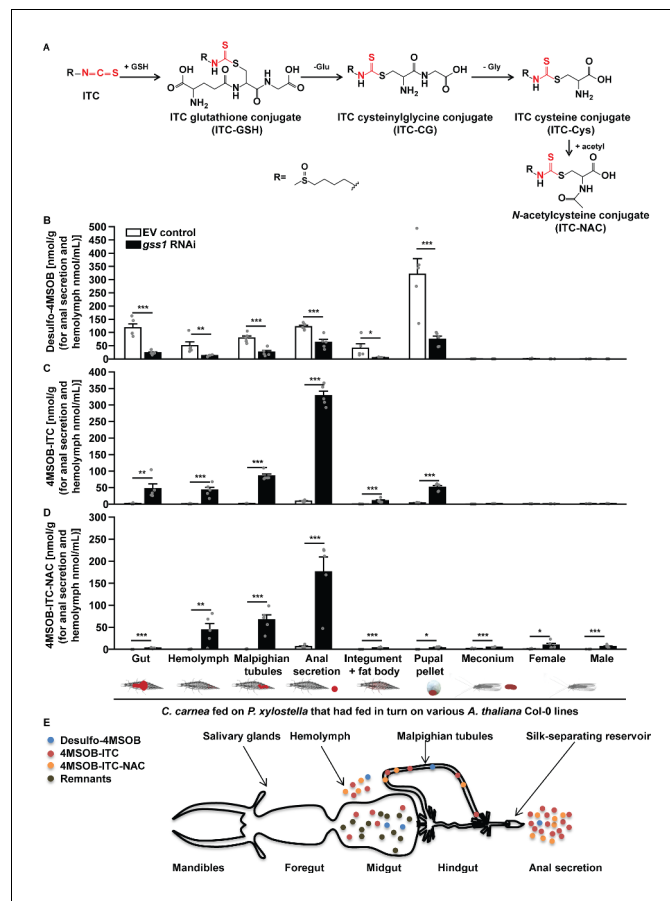 A
R–N=C=S
+ GSH
ITC
ITC glutathione conjugate
(ITC-GSH)
-Glu
ITC cysteinylglycine conjugate
(ITC-CG)
- Gly
ITC cysteine conjugate
(ITC-Cys)
+ acetyl
N-acetylcysteine conjugate
(ITC-NAC)
R=
B
EV control
gss1 RNAi
Desulfo-4MSOB [nmol/g
(for anal secretion and
hemolymph nmol/mL)]
500
450
400
350
300
250
200
150
100
50
0
*** ** *** *** * ***
C
4MSOB-ITC [nmol/g
(for anal secretion and
hemolymph nmol/mL)]
400
350
300
250
200
150
100
50
0
** *** *** *** *** ***
D
4MSOB-ITC-NAC [nmol/g
(for anal secretion and
hemolymph nmol/mL)]
300
250
200
150
100
50
0
*** ** *** *** *** * *** * ***
Gut Hemolymph Malpighian tubules Anal secretion Integument + fat body Pupal pellet Meconium Female Male
C. carnea fed on P. xylostella that had fed in turn on various A. thaliana Col-0 lines
E
Desulfo-4MSOB
4MSOB-ITC
4MSOB-ITC-NAC
Remnants
Salivary glands Hemolymph Malpighian tubules Silk-separating reservoir
Mandibles Foregut Midgut Hindgut Anal secretion